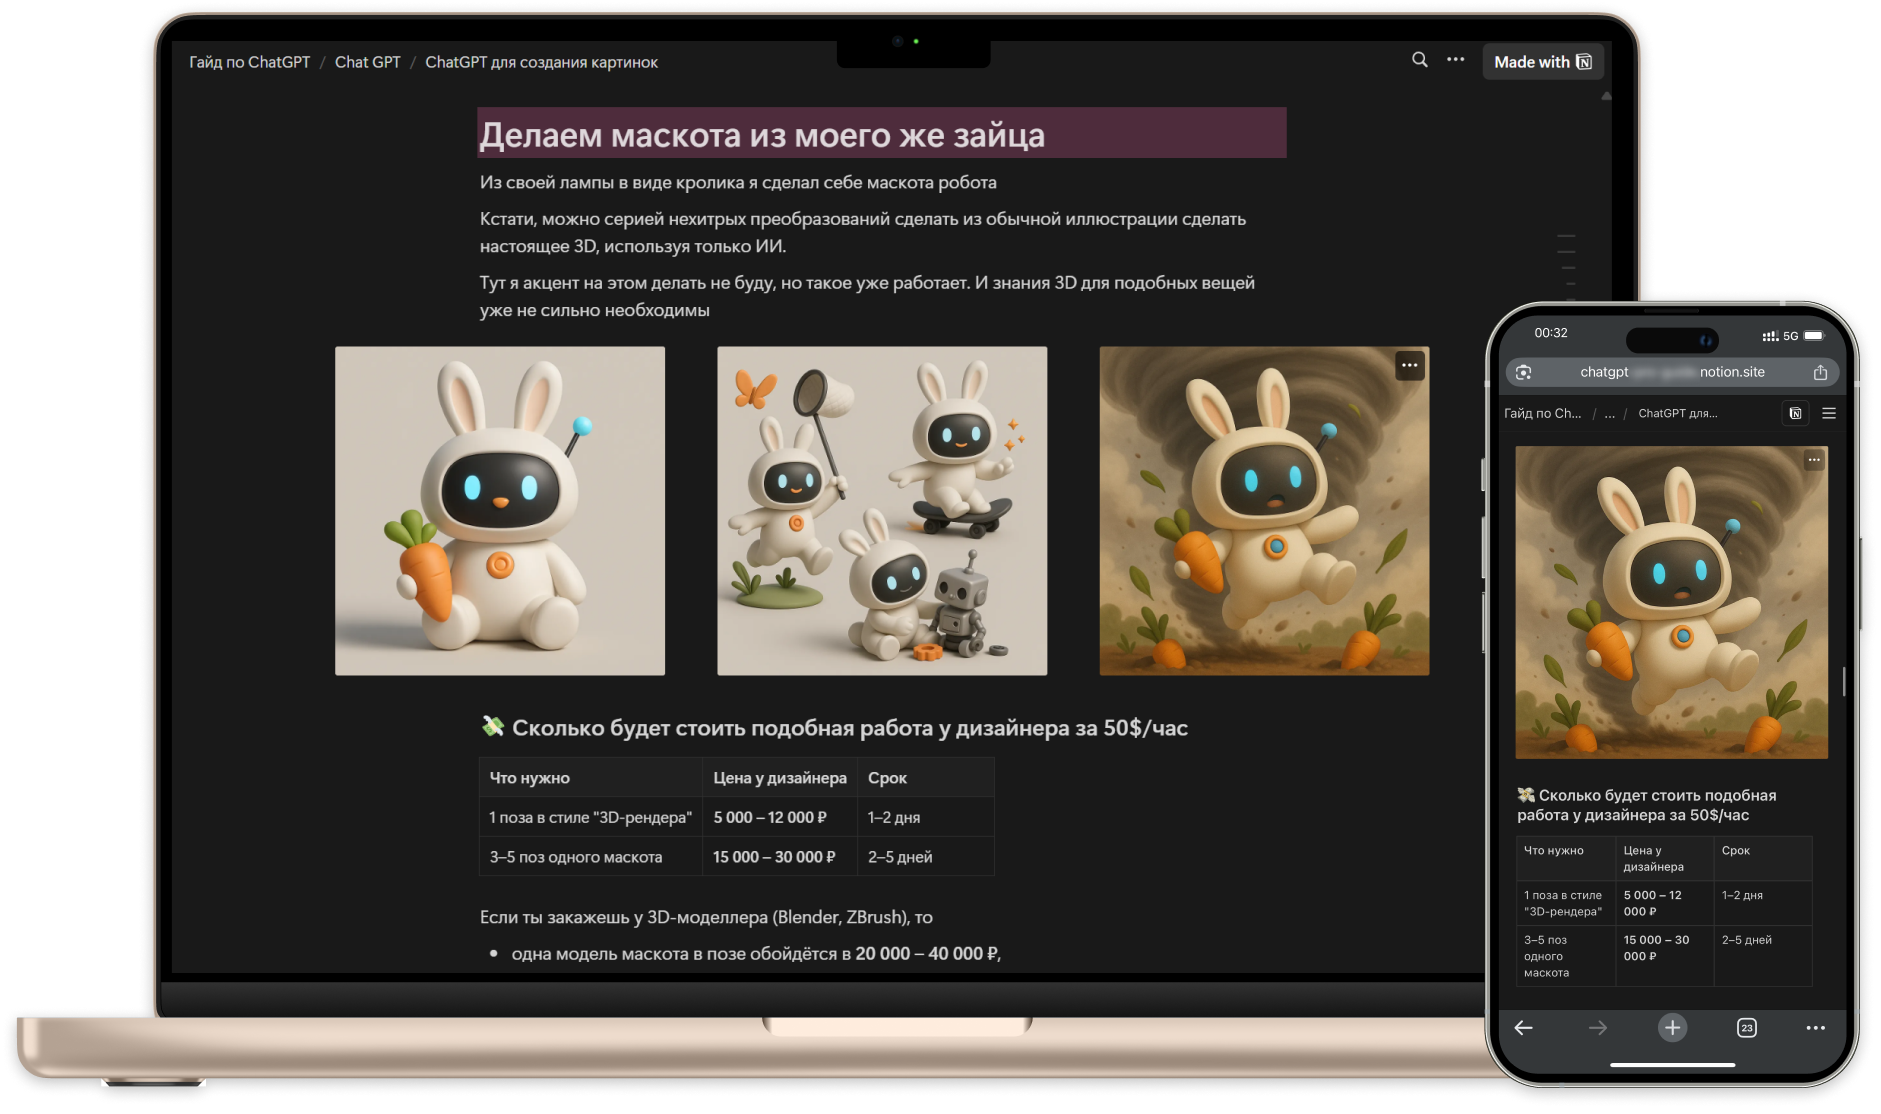 Гайд по ChatGPT / Chat GPT / ChatGPT для создания картинок
Made with
Делаем маскота из моего же зайца
Из своей лампы в виде кролика я сделал себе маскота робота
Кстати, можно серией нехитрых преобразований сделать из обычной иллюстрации сделать
настоящее 3D, используя только ИИ.
Тут я акцент на этом делать не буду, но такое уже работает. И знания 3D для подобных вещей
уже не сильно необходимы
💸 Сколько будет стоить подобная работа у дизайнера за 50$/час
Что нужно Цена у дизайнера Срок
1 поза в стиле "3D-рендера" 5 000 – 12 000 ₽ 1–2 дня
3–5 поз одного маскота 15 000 – 30 000 ₽ 2–5 дней
Если ты закажешь у 3D-моделлера (Blender, ZBrush), то
• одна модель маскота в позе обойдётся в 20 000 – 40 000 ₽,
00:32 5G
chatgpt notion.site
Гайд по Ch... / ... / ChatGPT для...
💸 Сколько будет стоить подобная
работа у дизайнера за 50$/час
Что нужно Цена у Срок
дизайнера
1 поза в стиле 5 000 – 12 1–2 дня
"3D-рендера" 000 ₽
3–5 поз 15 000 – 30 2–5 дней
одного 000 ₽
маскота
23